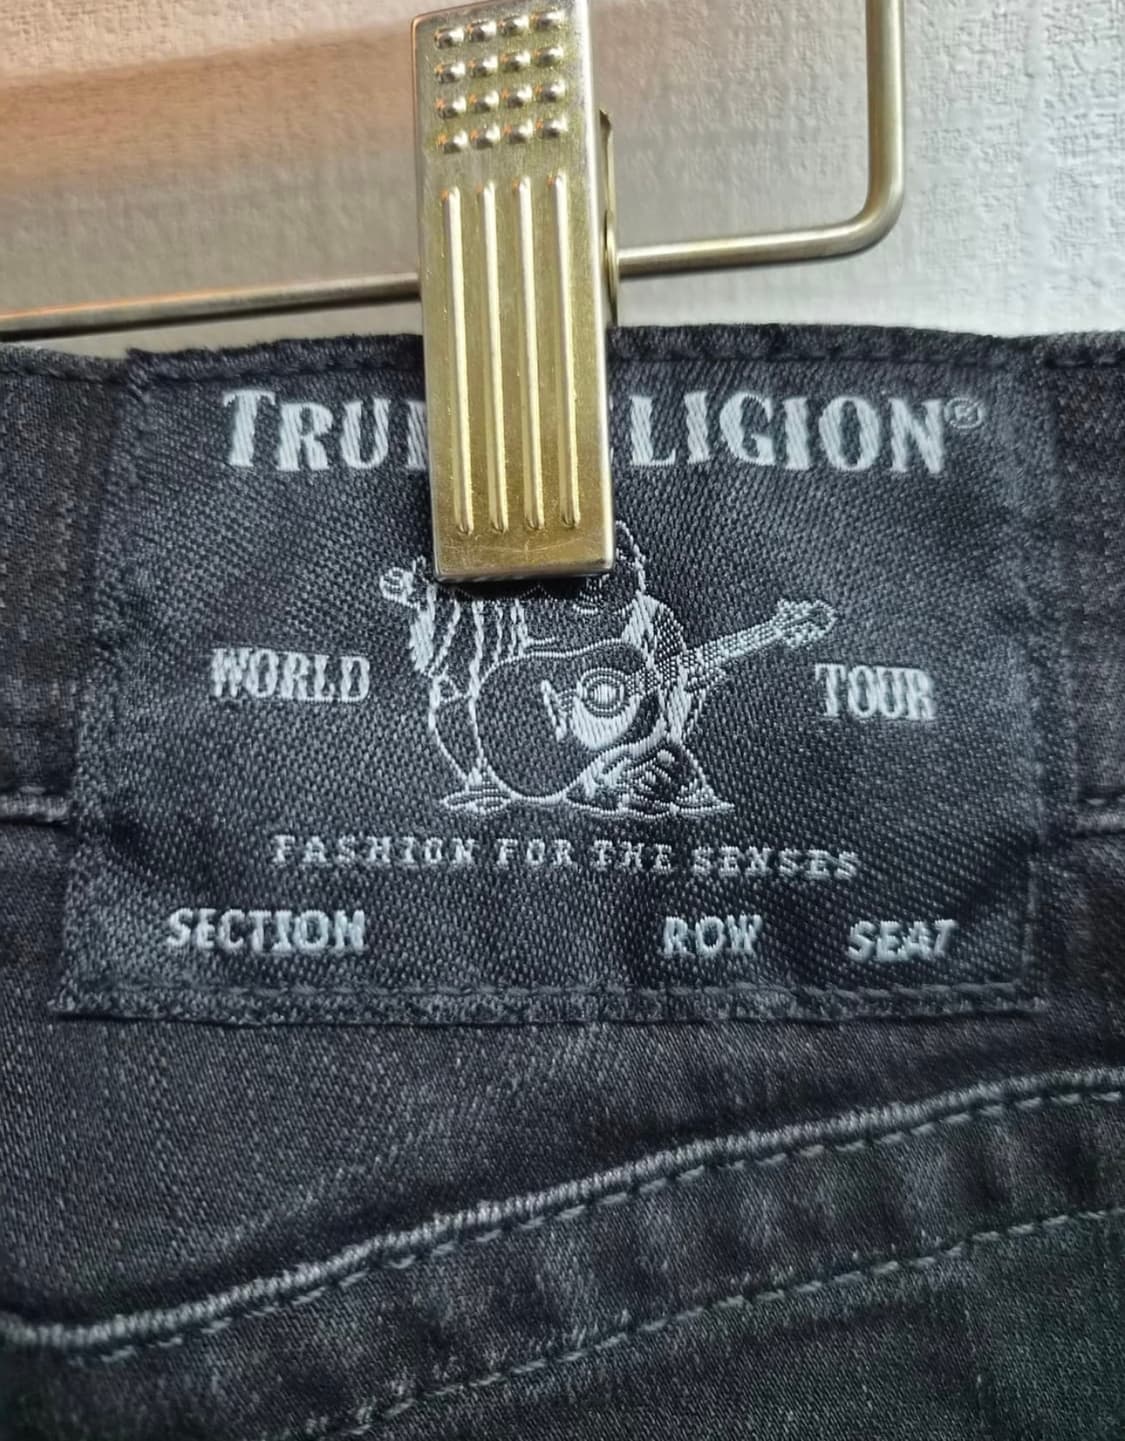 TRU LIGION®
WORLD TOUR
FASHION FOR THE SENSES
SECTION ROW SEAT